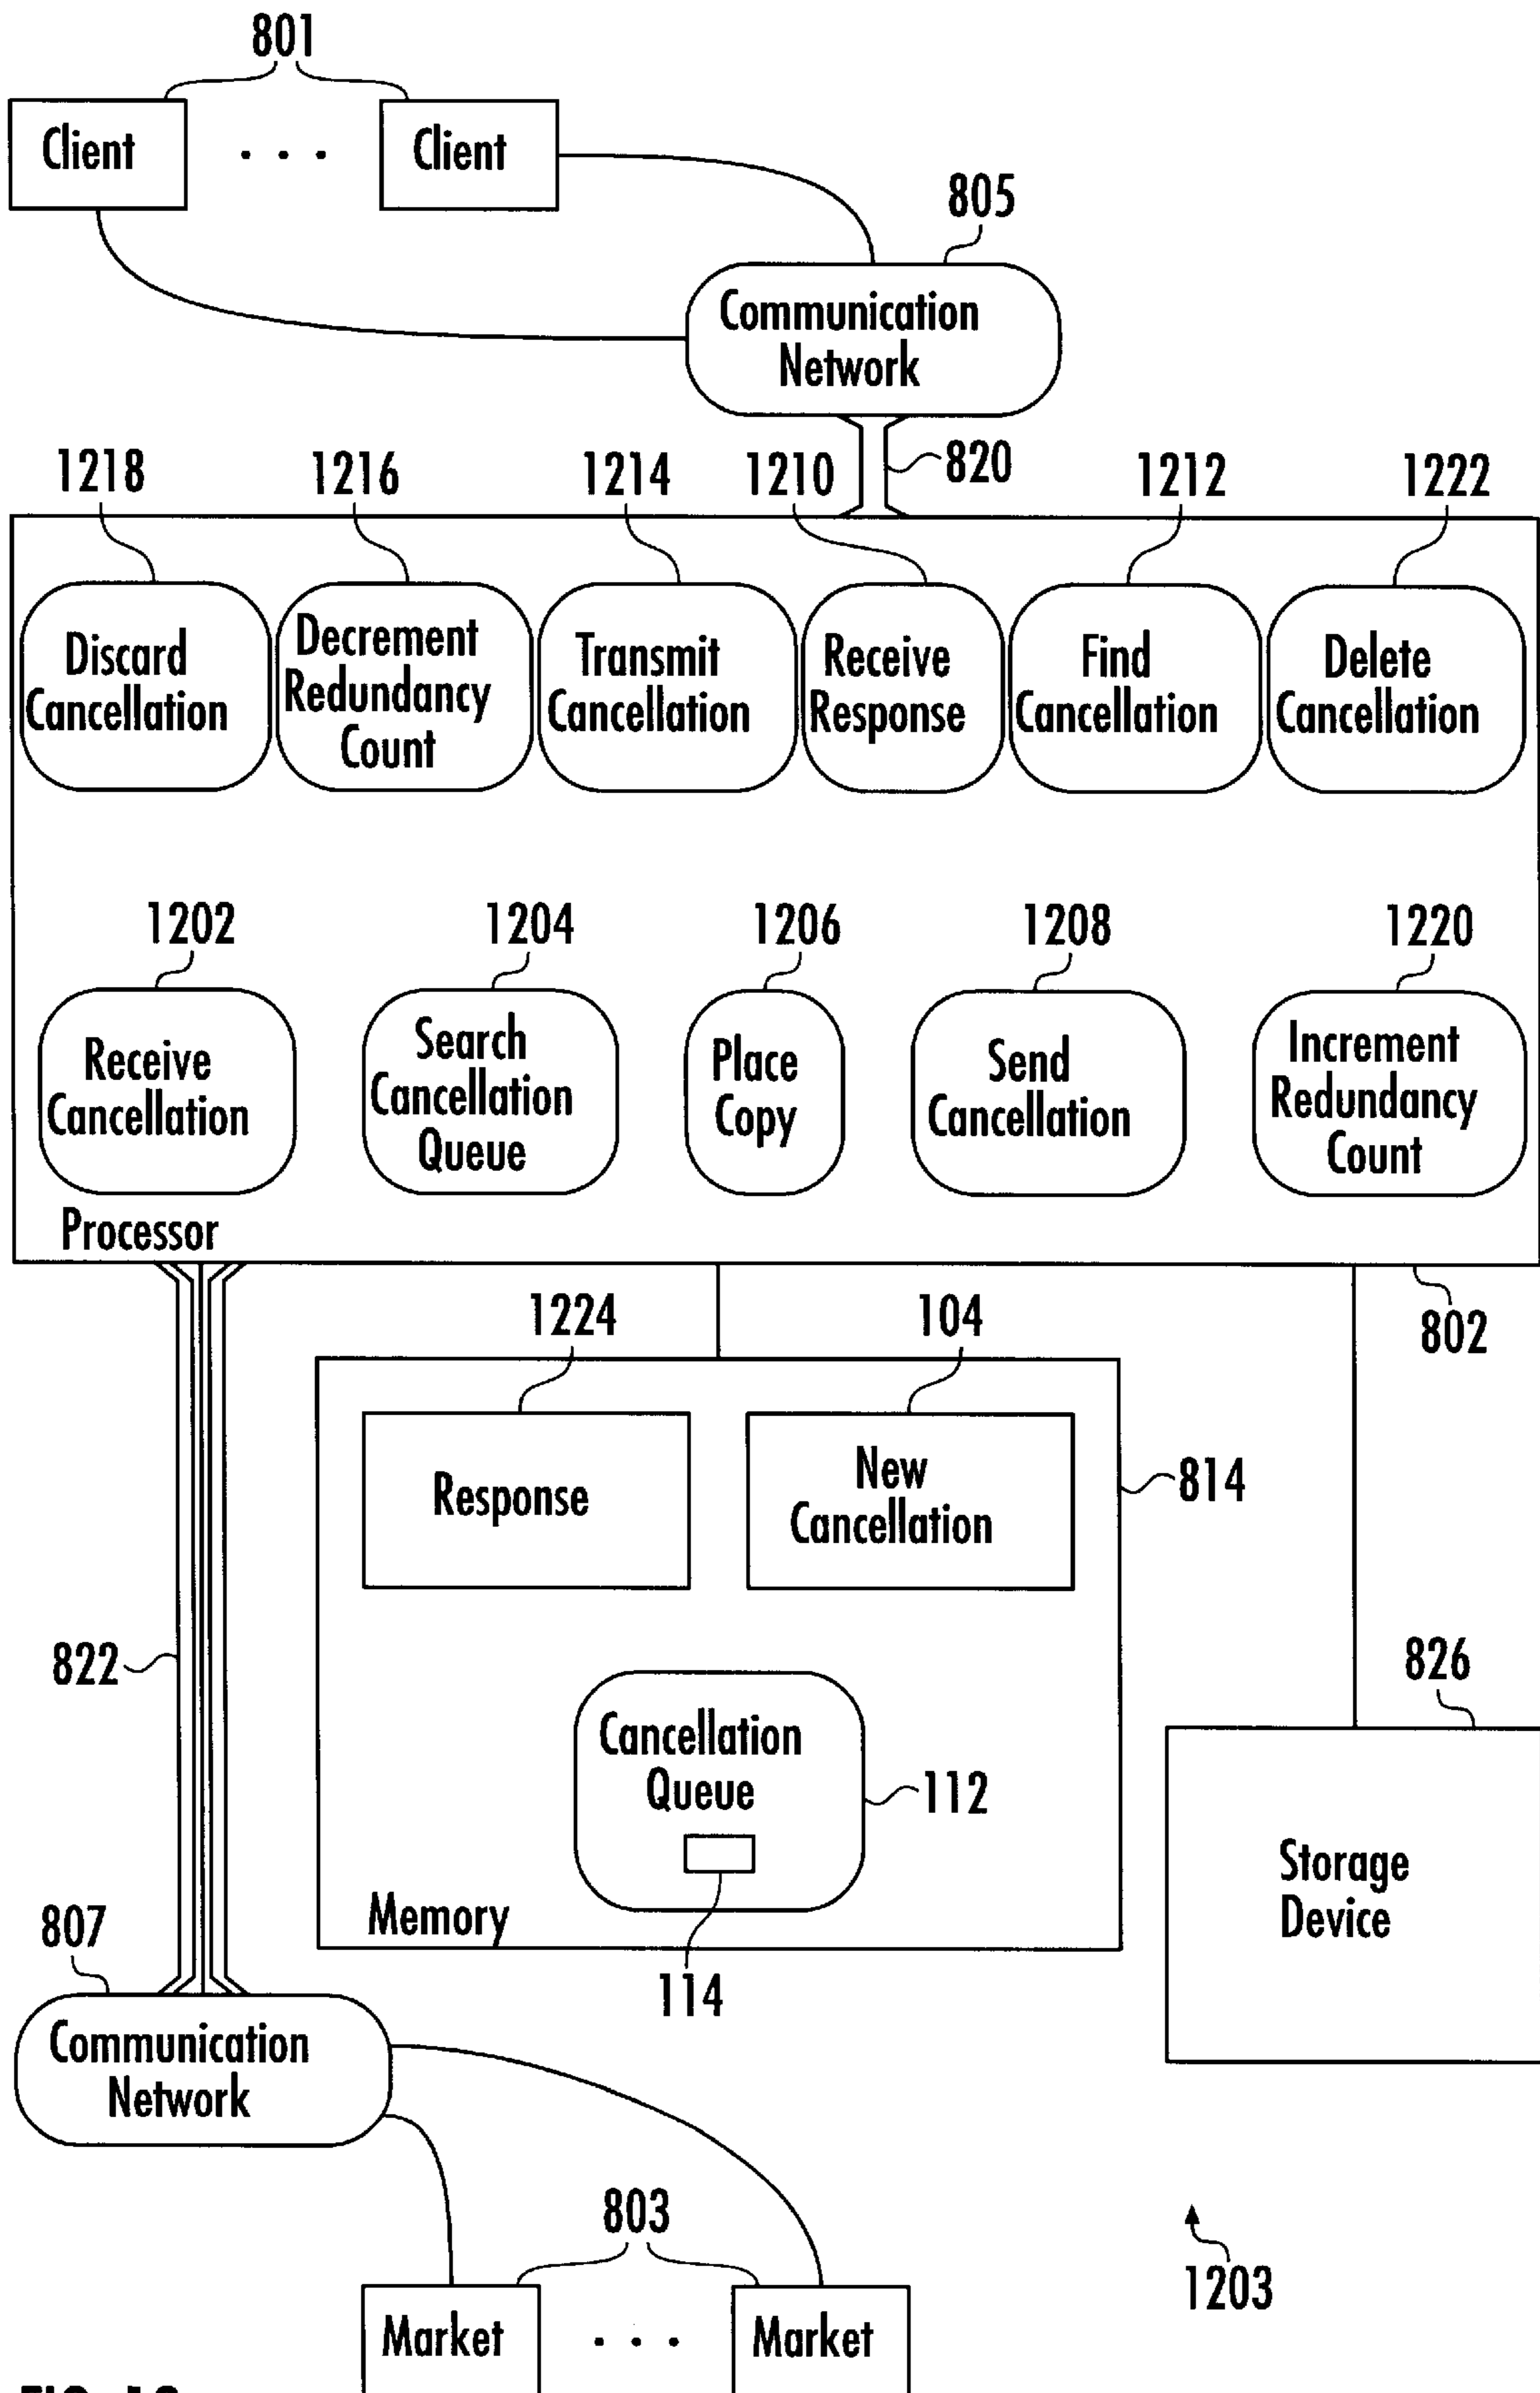 801
Client
. . .
Client
805
Communication
Network
820
1218
1216
1214
1210
1212
1222
Discard
Cancellation
Decrement
Redundancy
Count
Transmit
Cancellation
Receive
Response
Find
Cancellation
Delete
Cancellation
1202
1204
1206
1208
1220
Receive
Cancellation
Search
Cancellation
Queue
Place
Copy
Send
Cancellation
Increment
Redundancy
Count
Processor
802
1224
104
Response
New
Cancellation
814
822
826
Cancellation
Queue
112
Storage
Device
Memory
114
807
Communication
Network
803
1203
Market
. . .
Market